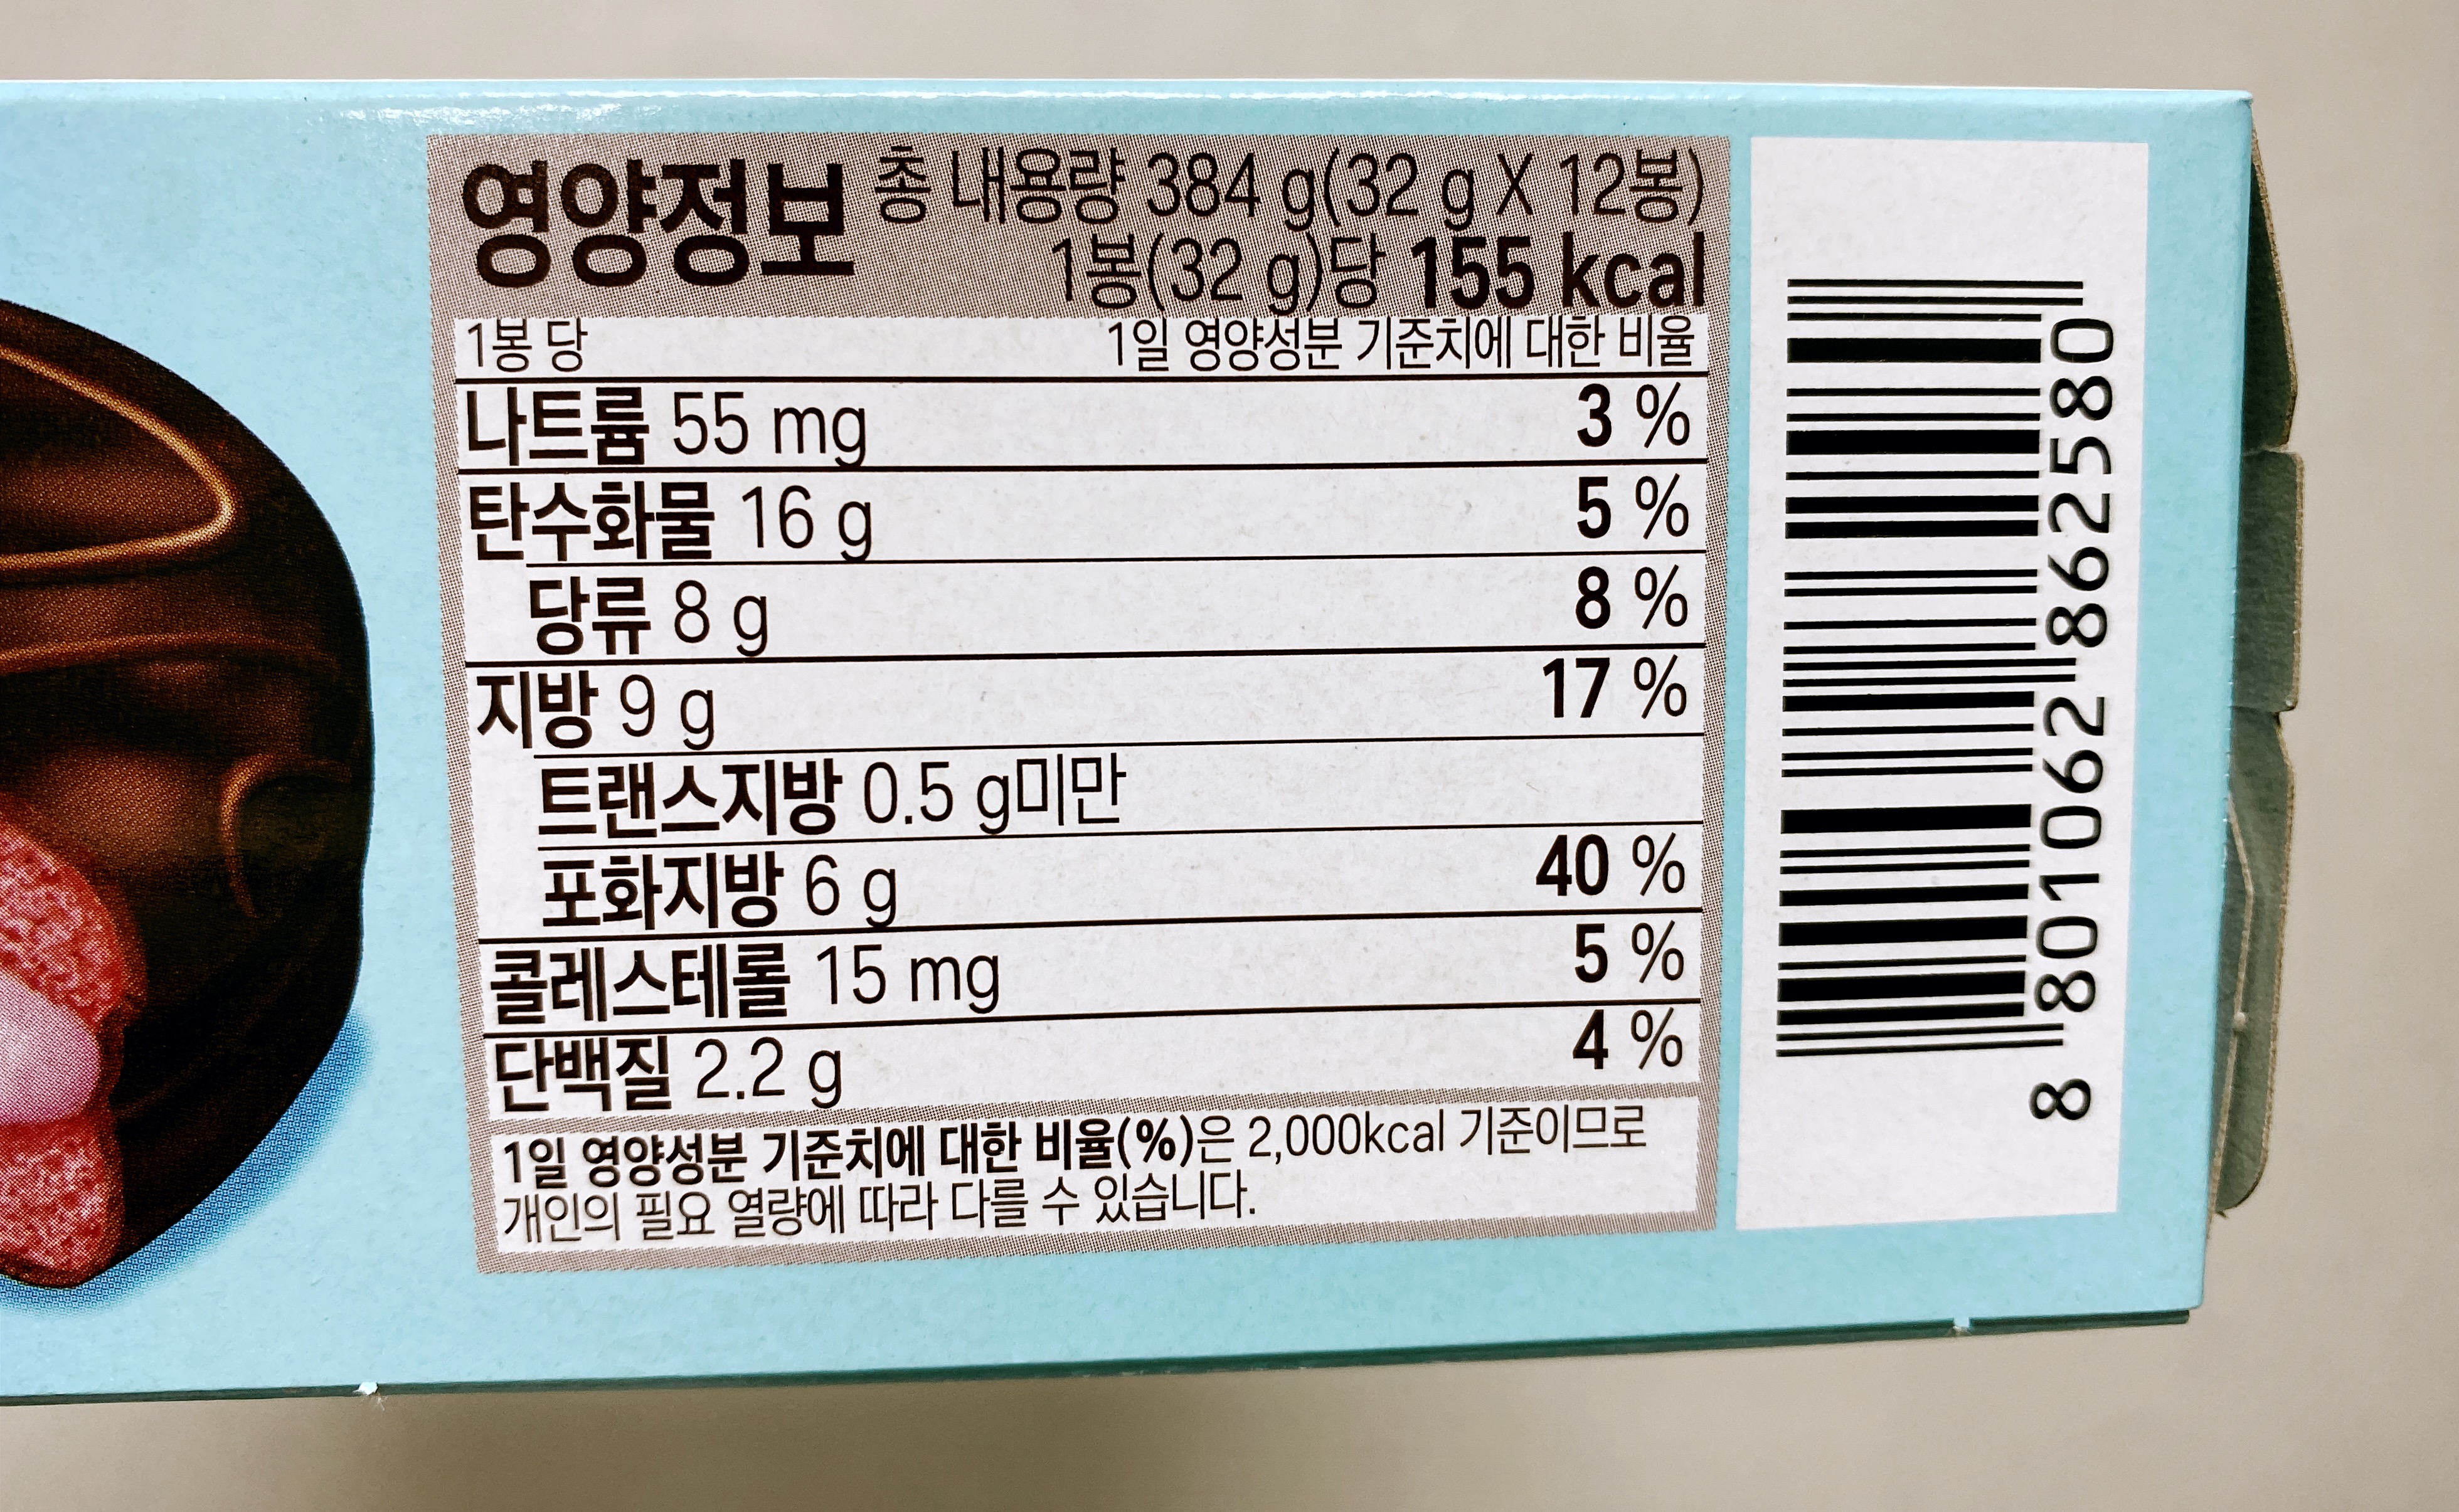 영양정보 총 내용량 384 g(32 g X 12봉)
1봉(32 g)당 155 kcal
1봉 당 1일 영양성분 기준치에 대한 비율
나트륨 55 mg 3 %
탄수화물 16 g 5 %
당류 8 g 8 %
지방 9 g 17 %
트랜스지방 0.5 g미만
포화지방 6 g 40 %
콜레스테롤 15 mg 5 %
단백질 2.2 g 4 %
1일 영양성분 기준치에 대한 비율(%)은 2,000kcal 기준이므로
개인의 필요 열량에 따라 다를 수 있습니다.
8 801062 862580